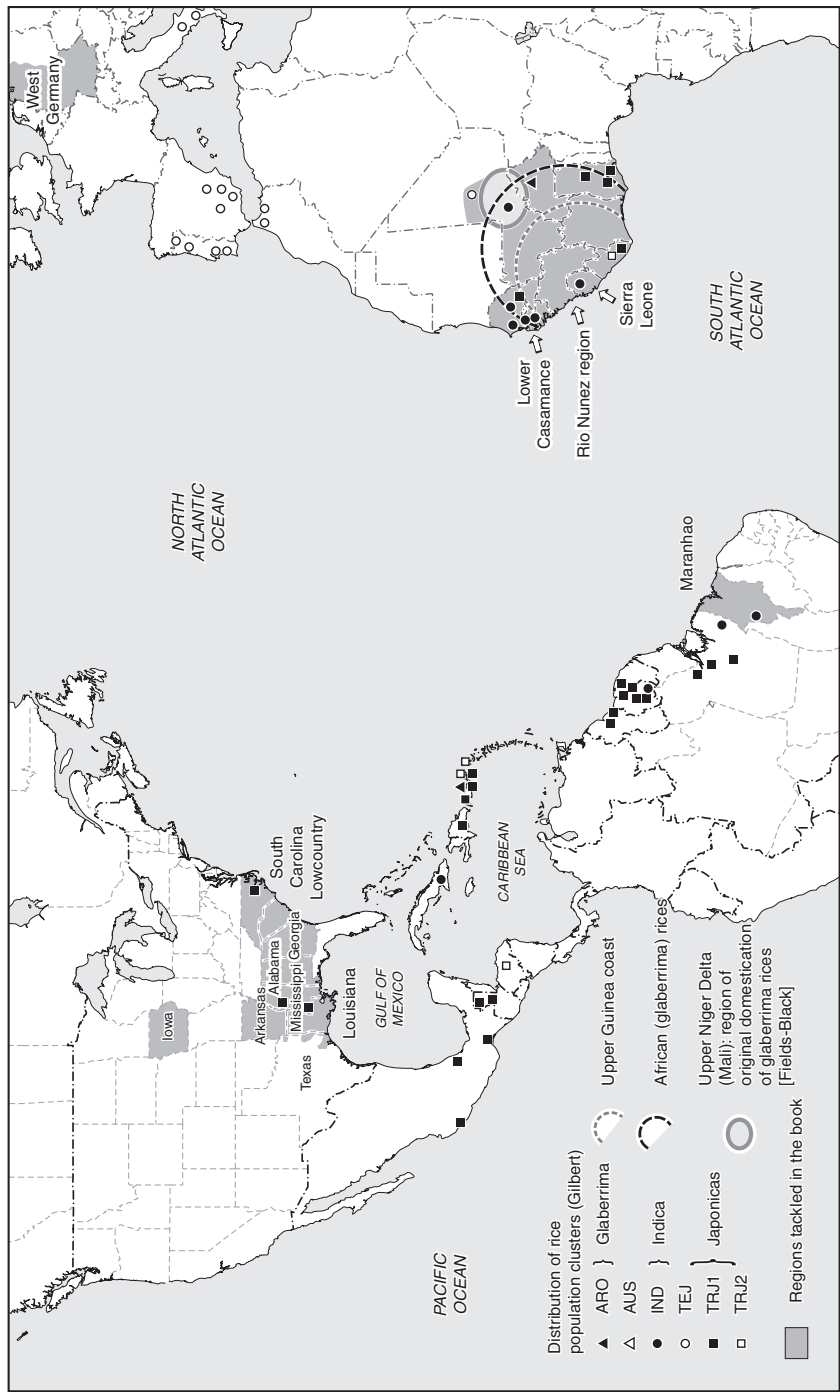 West
Germany
NORTH
ATLANTIC
OCEAN
Lower
Casamance
Rio Nunez region
Sierra
Leone
SOUTH
ATLANTIC
OCEAN
Maranhao
Iowa
Arkansas
Alabama
Mississippi
Georgia
South
Carolina
Lowcountry
Texas
Louisiana
GULF OF
MEXICO
CARIBBEAN
SEA
PACIFIC
OCEAN
Distribution of rice
population clusters (Gilbert)
ARO } Glaberrima
AUS
IND } Indica
TEJ
TRJ1 } Japonicas
TRJ2
Regions tackled in the book
Upper Guinea coast
African (glaberrima) rices
Upper Niger Delta
(Mali): region of
original domestication
of glaberrima rices
[Fields-Black]